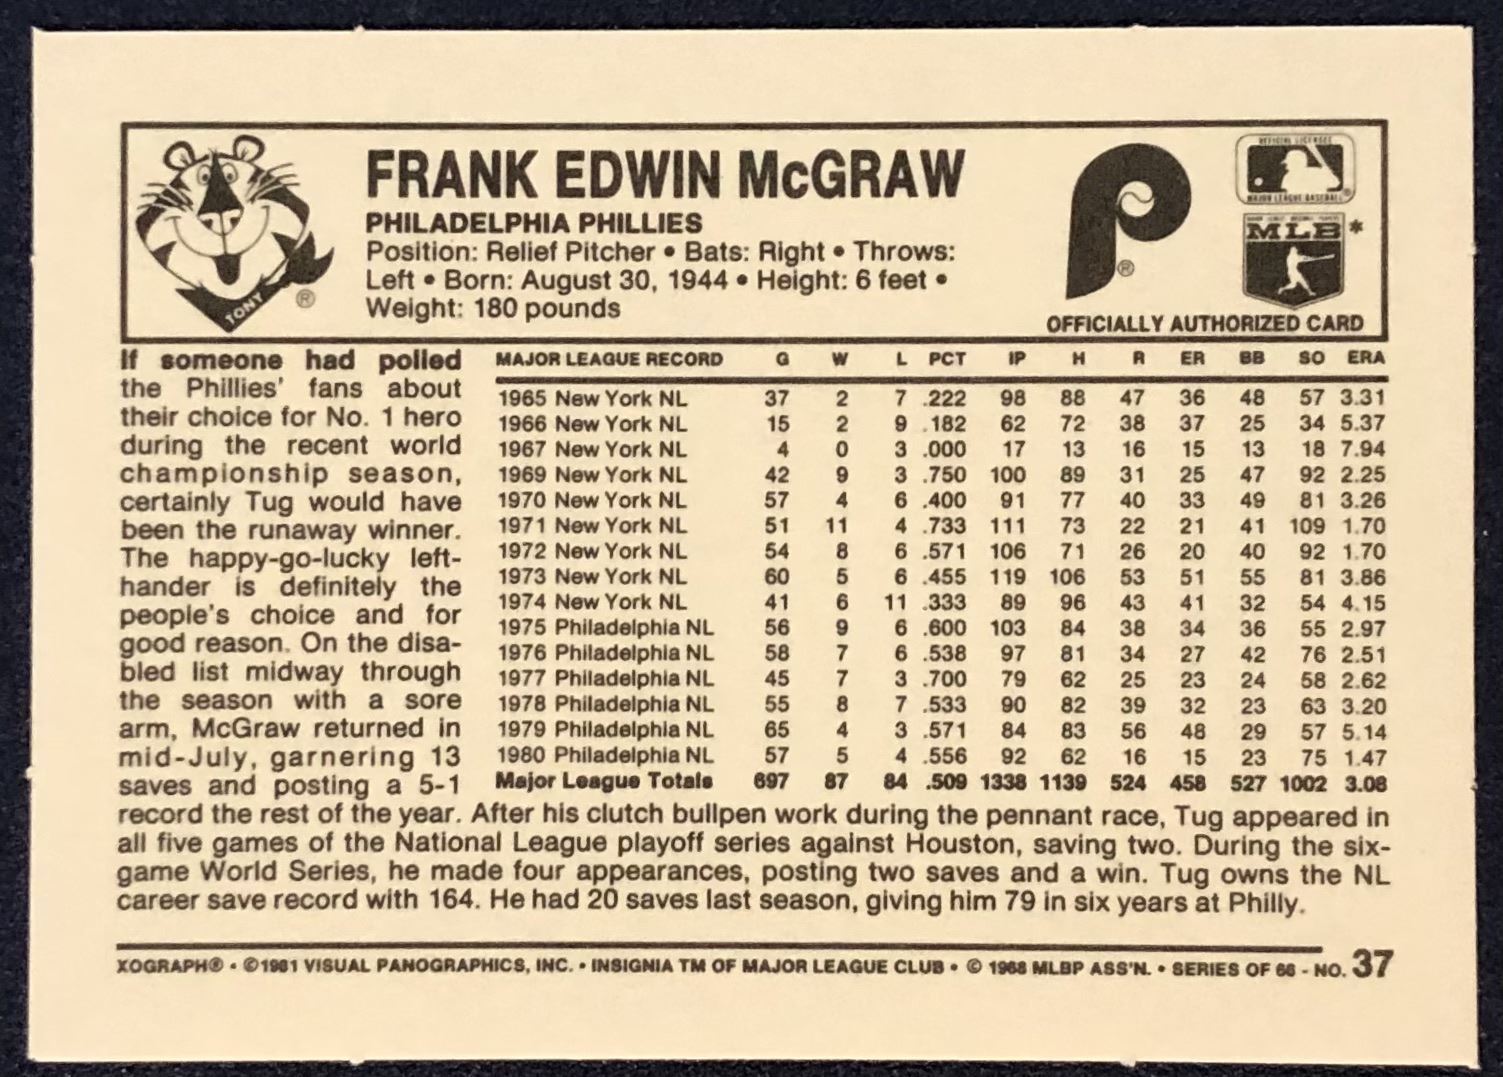 FRANK EDWIN McGRAW
PHILADELPHIA PHILLIES
Position: Relief Pitcher • Bats: Right • Throws:
Left • Born: August 30, 1944 • Height: 6 feet •
Weight: 180 pounds
TONY
®
P
®
OFFICIAL LICENSEE
MAJOR LEAGUE BASEBALL
®
MAJOR LEAGUE BASEBALL PLAYERS
MLB *
OFFICIALLY AUTHORIZED CARD
If someone had polled
the Phillies' fans about
their choice for No. 1 hero
during the recent world
championship season,
certainly Tug would have
been the runaway winner.
The happy-go-lucky left-
hander is definitely the
people's choice and for
good reason. On the disa-
bled list midway through
the season with a sore
arm, McGraw returned in
mid-July, garnering 13
saves and posting a 5-1
MAJOR LEAGUE RECORD G W L PCT IP H R ER BB SO ERA
1965 New York NL 37 2 7 .222 98 88 47 36 48 57 3.31
1966 New York NL 15 2 9 .182 62 72 38 37 25 34 5.37
1967 New York NL 4 0 3 .000 17 13 16 15 13 18 7.94
1969 New York NL 42 9 3 .750 100 89 31 25 47 92 2.25
1970 New York NL 57 4 6 .400 91 77 40 33 49 81 3.26
1971 New York NL 51 11 4 .733 111 73 22 21 41 109 1.70
1972 New York NL 54 8 6 .571 106 71 26 20 40 92 1.70
1973 New York NL 60 5 6 .455 119 106 53 51 55 81 3.86
1974 New York NL 41 6 11 .333 89 96 43 41 32 54 4.15
1975 Philadelphia NL 56 9 6 .600 103 84 38 34 36 55 2.97
1976 Philadelphia NL 58 7 6 .538 97 81 34 27 42 76 2.51
1977 Philadelphia NL 45 7 3 .700 79 62 25 23 24 58 2.62
1978 Philadelphia NL 55 8 7 .533 90 82 39 32 23 63 3.20
1979 Philadelphia NL 65 4 3 .571 84 83 56 48 29 57 5.14
1980 Philadelphia NL 57 5 4 .556 92 62 16 15 23 75 1.47
Major League Totals 697 87 84 .509 1338 1139 524 458 527 1002 3.08
record the rest of the year. After his clutch bullpen work during the pennant race, Tug appeared in
all five games of the National League playoff series against Houston, saving two. During the six-
game World Series, he made four appearances, posting two saves and a win. Tug owns the NL
career save record with 164. He had 20 saves last season, giving him 79 in six years at Philly.
XOGRAPH® • ©1981 VISUAL PANOGRAPHICS, INC. • INSIGNIA TM OF MAJOR LEAGUE CLUB • © 1968 MLBP ASS'N. • SERIES OF 66 - NO. 37